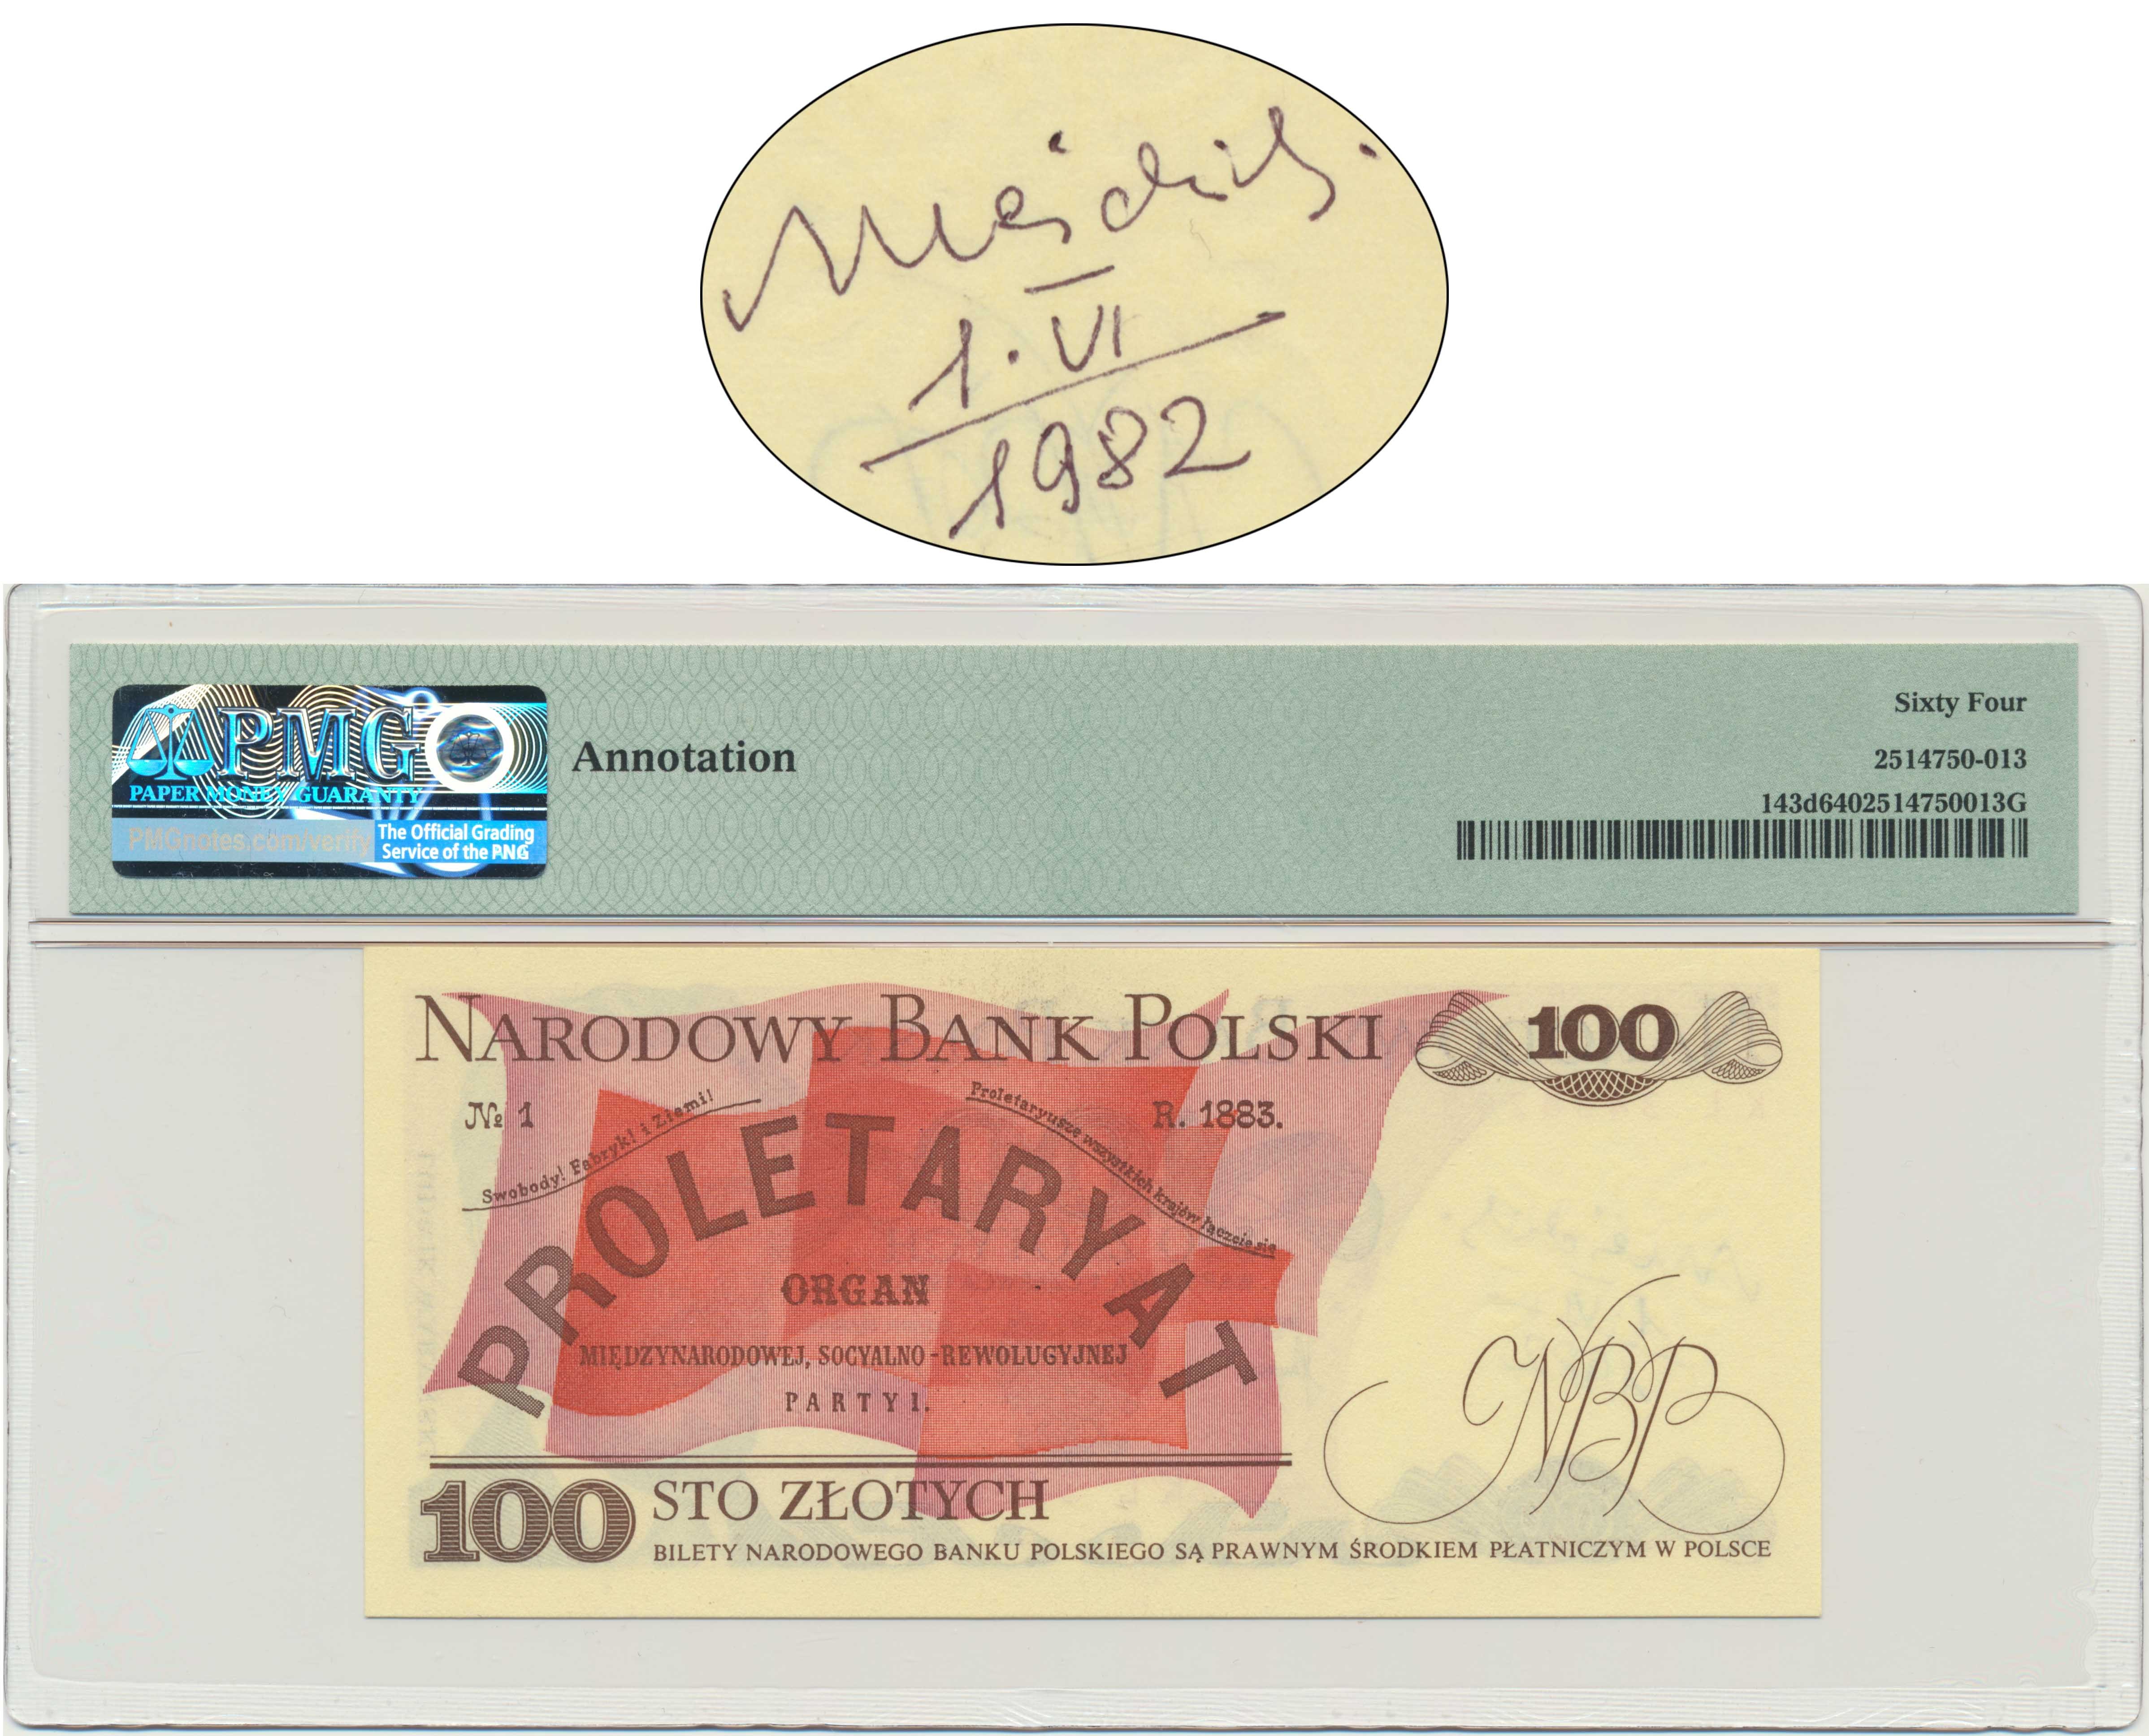 1. VI
1982
PMG
PAPER MONEY GUARANTY
PMGnotes.com/verify
The Official Grading
Service of the PNG
Annotation
Sixty Four
2514750-013
143d6402514750013G
NARODOWY BANK POLSKI
100
№ 1
R. 1883.
Swobody! Fabryk! i Ziemi!
Proletaryusze wszystkich krajów łączcie się
PROLETARYAT
ORGAN
MIĘDZYNARODOWEJ, SOCYALNO-REWOLUCYJNEJ
PARTYI.
NBP
100 STO ZŁOTYCH
BILETY NARODOWEGO BANKU POLSKIEGO SĄ PRAWNYM ŚRODKIEM PŁATNICZYM W POLSCE